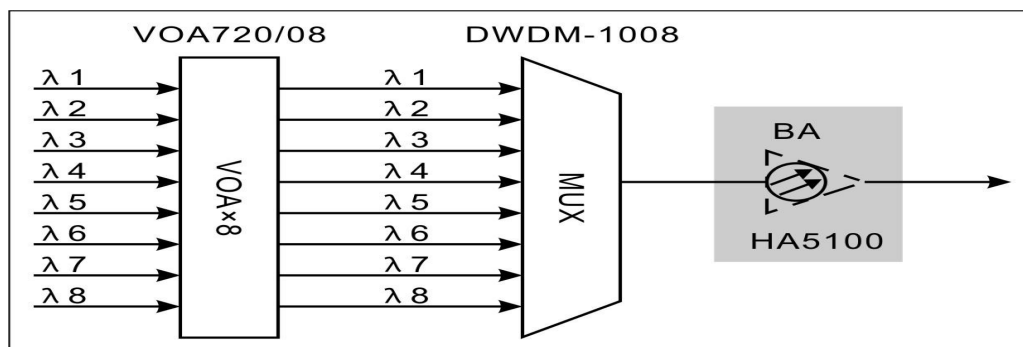 VOA720/08 DWDM-1008
λ 1 λ 1
λ 2 λ 2
λ 3 λ 3
λ 4 λ 4
λ 5 λ 5
λ 6 λ 6
λ 7 λ 7
λ 8 λ 8
VOA×8
MUX
BA
HA5100